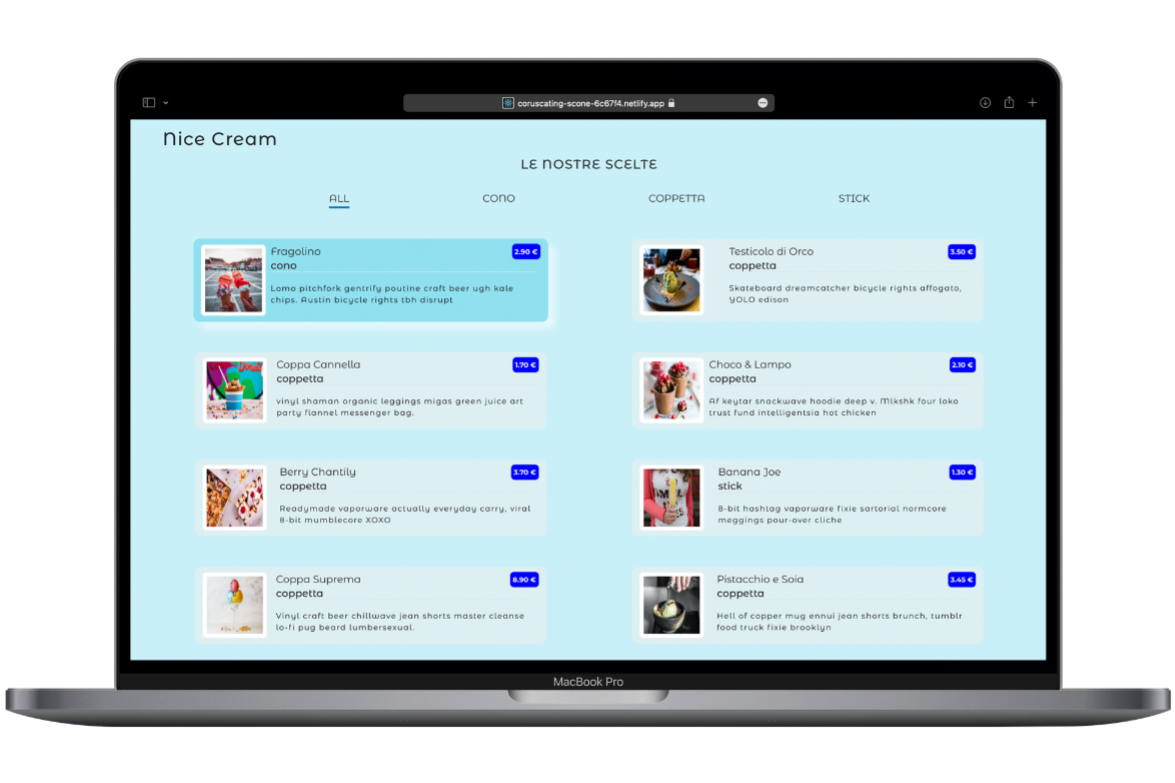 coruscating-scone-6c67f4.netlify.app
Nice Cream
LE NOSTRE SCELTE
ALL
CONO
COPPETTA
STICK
Fragolino
2.90 €
cono
Lomo pitchfork gentrify poutine craft beer ugh kale
chips. Austin bicycle rights tbh disrupt
Testicolo di Orco
3.50 €
coppetta
Skateboard dreamcatcher bicycle rights affogato,
YOLO edison
Coppa Cannella
1.70 €
coppetta
vinyl shaman organic leggings migas green juice art
party flannel messenger bag.
Choco & Lampo
2.10 €
coppetta
Af keytar snackwave hoodie deep v. Mlkshk four loko
trust fund intelligentsia hot chicken
Berry Chantily
3.70 €
coppetta
Readymade vaporware actually everyday carry, viral
8-bit mumblecore XOXO
Banana Joe
1.30 €
stick
8-bit hashtag vaporware fixie sartorial normcore
meggings pour-over cliche
Coppa Suprema
8.90 €
coppetta
Vinyl craft beer chillwave jean shorts master cleanse
lo-fi pug beard lumbersexual.
Pistacchio e Soia
3.45 €
coppetta
Hell of copper mug ennui jean shorts brunch, tumblr
food truck fixie brooklyn
MacBook Pro